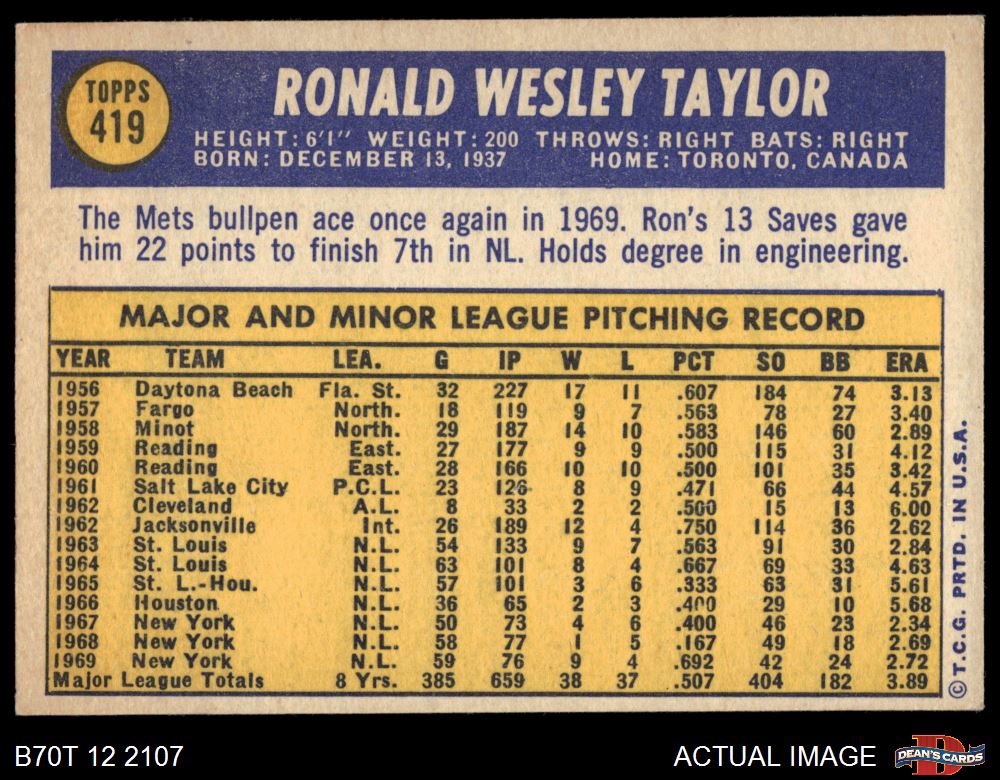 TOPPS
419
RONALD WESLEY TAYLOR
HEIGHT: 6'1" WEIGHT: 200 THROWS: RIGHT BATS: RIGHT
BORN: DECEMBER 13, 1937 HOME: TORONTO, CANADA
The Mets bullpen ace once again in 1969. Ron's 13 Saves gave
him 22 points to finish 7th in NL. Holds degree in engineering.
MAJOR AND MINOR LEAGUE PITCHING RECORD
YEAR TEAM LEA. G IP W L PCT SO BB ERA
1956 Daytona Beach Fla. St. 32 227 17 11 .607 184 74 3.13
1957 Fargo North. 18 119 9 7 .563 78 27 3.40
1958 Minot North. 29 187 14 10 .583 146 60 2.89
1959 Reading East. 27 177 9 9 .500 115 31 4.12
1960 Reading East. 28 166 10 10 .500 101 35 3.42
1961 Salt Lake City P.C.L. 23 126 8 9 .471 66 44 4.57
1962 Cleveland A.L. 8 33 2 2 .500 15 13 6.00
1962 Jacksonville Int. 26 189 12 4 .750 114 36 2.62
1963 St. Louis N.L. 54 133 9 7 .563 91 30 2.84
1964 St. Louis N.L. 63 101 8 4 .667 69 33 4.63
1965 St. L.-Hou. N.L. 57 101 3 6 .333 63 31 5.61
1966 Houston N.L. 36 65 2 3 .400 29 10 5.68
1967 New York N.L. 50 73 4 6 .400 46 23 2.34
1968 New York N.L. 58 77 1 5 .167 49 18 2.69
1969 New York N.L. 59 76 9 4 .692 42 24 2.72
Major League Totals 8 Yrs. 385 659 38 37 .507 404 182 3.89
© T.C.G. PRTD. IN U.S.A.
B70T 12 2107
ACTUAL IMAGE
DEAN'S CARDS